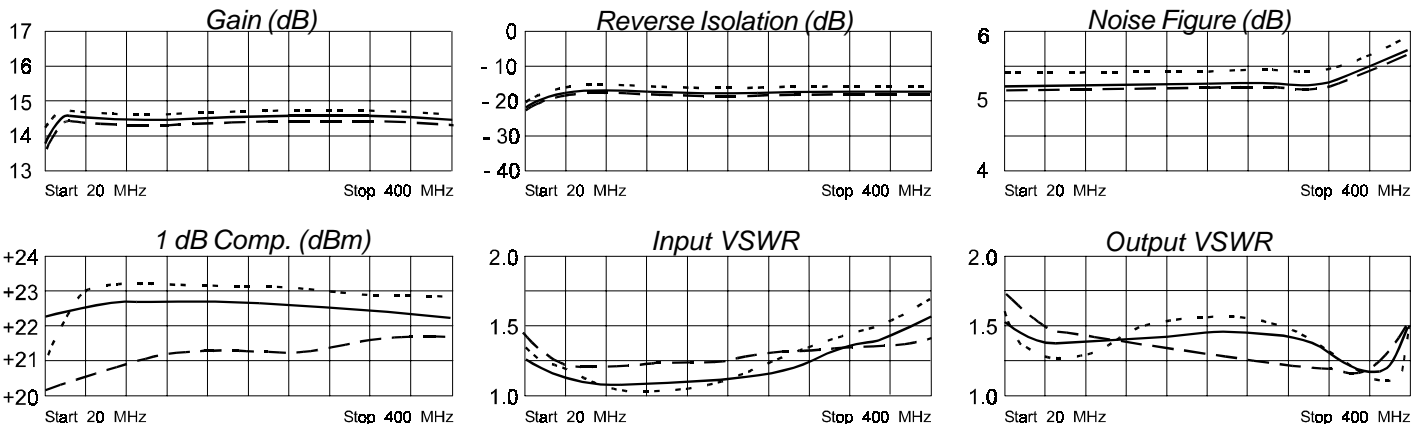 Gain (dB)
17
16
15
14
13
Start 20 MHz
Stop 400 MHz
Reverse Isolation (dB)
0
- 10
- 20
- 30
- 40
Start 20 MHz
Stop 400 MHz
Noise Figure (dB)
6
5
4
Start 20 MHz
Stop 400 MHz
1 dB Comp. (dBm)
+24
+23
+22
+21
+20
Start 20 MHz
Stop 400 MHz
Input VSWR
2.0
1.5
1.0
Start 20 MHz
Stop 400 MHz
Output VSWR
2.0
1.5
1.0
Start 20 MHz
Stop 400 MHz